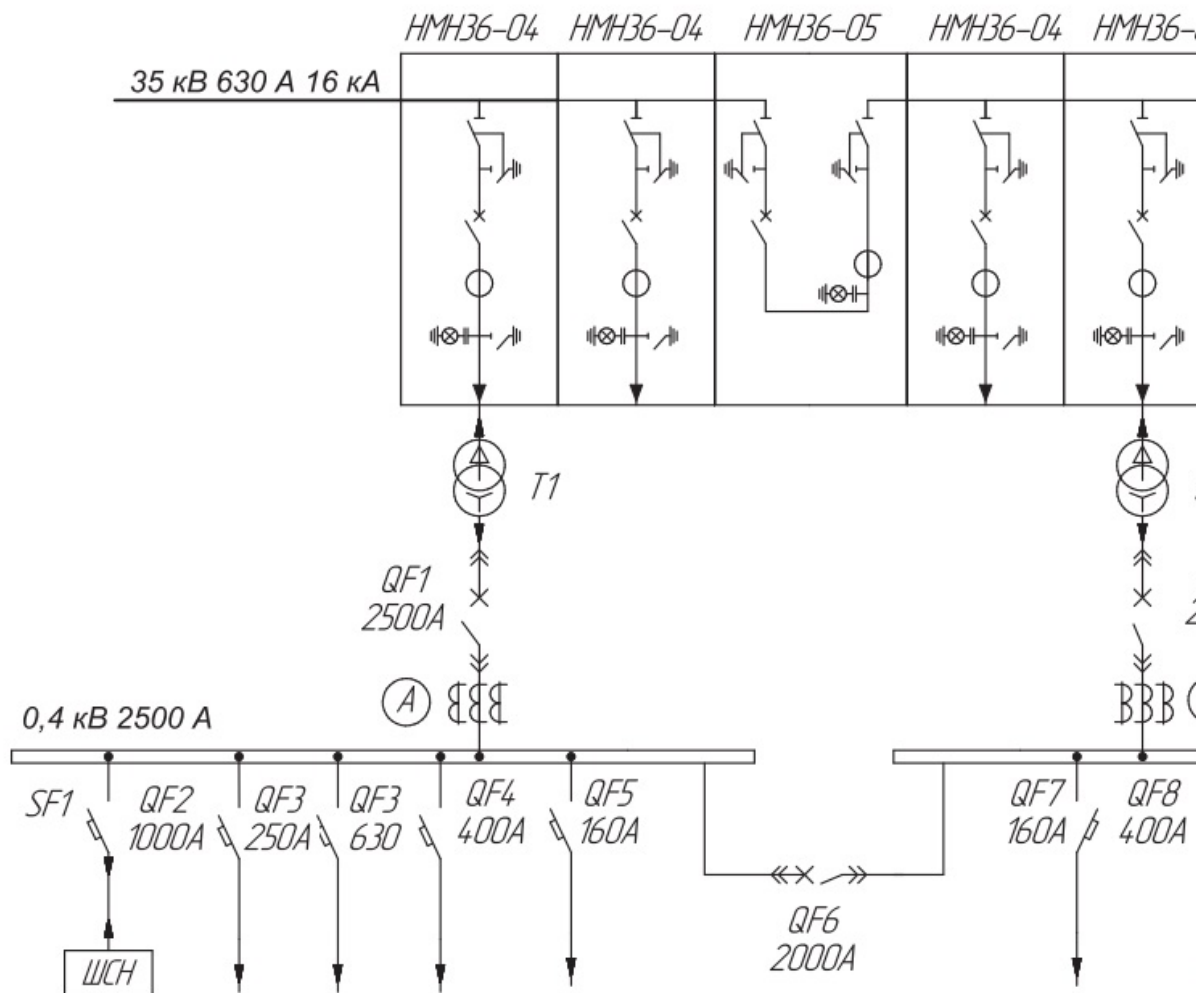 НМН36-04 НМН36-04 НМН36-05 НМН36-04 НМН36-
35 кВ 630 А 16 кА
Т1
QF1
2500А
А
0,4 кВ 2500 А
SF1
QF2
1000А
QF3
250А
QF3
630
QF4
400А
QF5
160А
QF7
160А
QF8
400А
QF6
2000А
ШСН